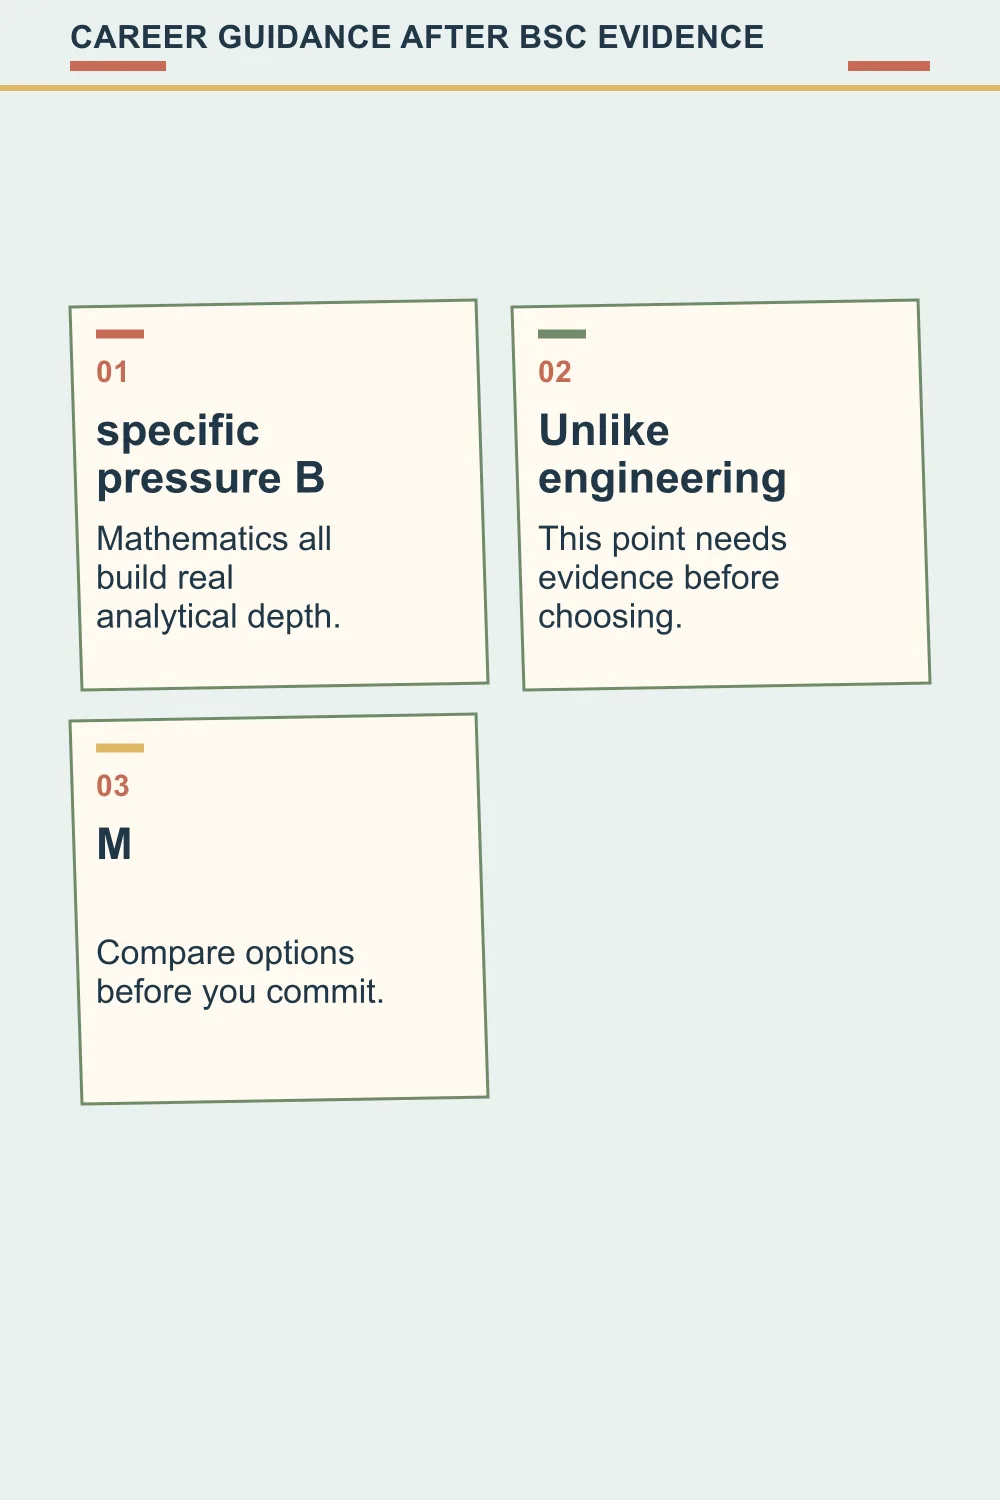 CAREER GUIDANCE AFTER BSC EVIDENCE
01
specific
pressure B
Mathematics all
build real
analytical depth.
02
Unlike
engineering
This point needs
evidence before
choosing.
03
M
Compare options
before you commit.